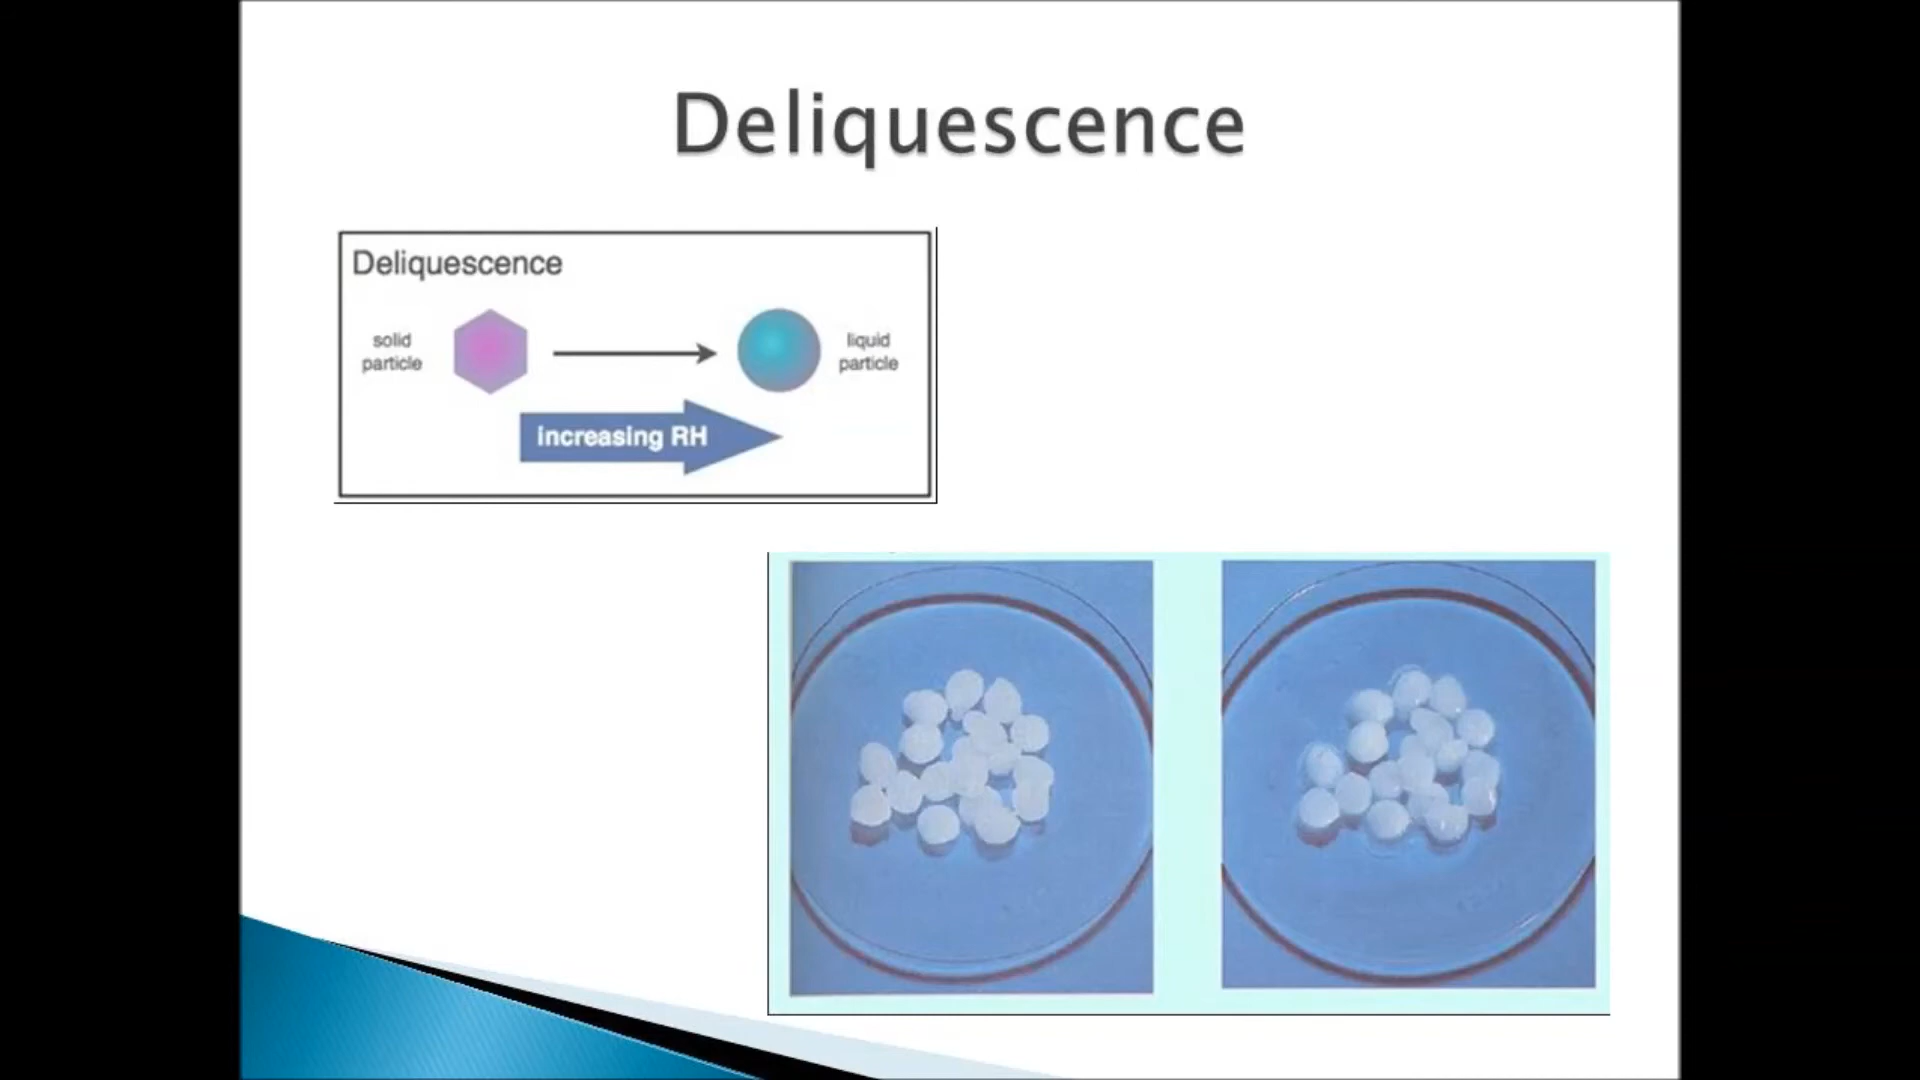 Deliquescence
Deliquescence
solid
particle
liquid
particle
increasing RH